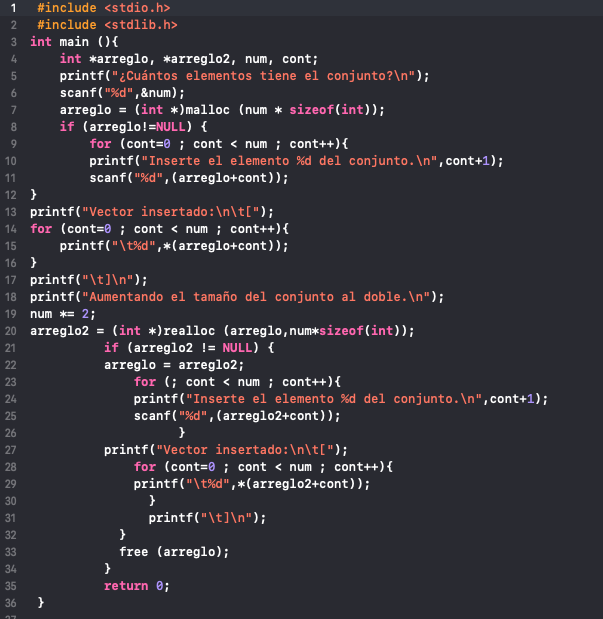 1 #include <stdio.h>
2 #include <stdlib.h>
3 int main (){
4 int *arreglo, *arreglo2, num, cont;
5 printf("¿Cuántos elementos tiene el conjunto?\n");
6 scanf("%d",&num);
7 arreglo = (int *)malloc (num * sizeof(int));
8 if (arreglo!=NULL) {
9 for (cont=0 ; cont < num ; cont++){
10 printf("Inserte el elemento %d del conjunto.\n",cont+1);
11 scanf("%d",(arreglo+cont));
12 }
13 printf("Vector insertado:\n\t[");
14 for (cont=0 ; cont < num ; cont++){
15 printf("\t%d",*(arreglo+cont));
16 }
17 printf("\t]\n");
18 printf("Aumentando el tamaño del conjunto al doble.\n");
19 num *= 2;
20 arreglo2 = (int *)realloc (arreglo,num*sizeof(int));
21 if (arreglo2 != NULL) {
22 arreglo = arreglo2;
23 for (; cont < num ; cont++){
24 printf("Inserte el elemento %d del conjunto.\n",cont+1);
25 scanf("%d",(arreglo2+cont));
26 }
27 printf("Vector insertado:\n\t[");
28 for (cont=0 ; cont < num ; cont++){
29 printf("\t%d",*(arreglo2+cont));
30 }
31 printf("\t]\n");
32 }
33 free (arreglo);
34 }
35 return 0;
36 }